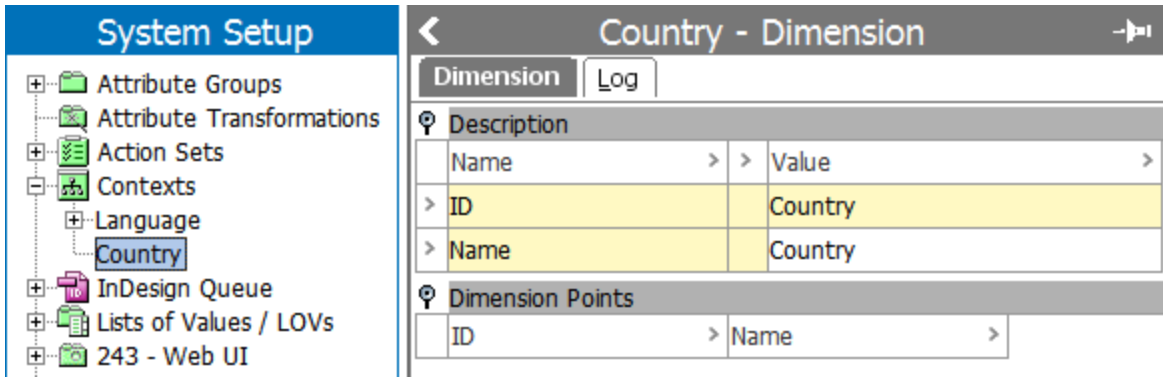 System Setup
Attribute Groups
Attribute Transformations
Action Sets
Contexts
Language
Country
InDesign Queue
Lists of Values / LOVs
243 - Web UI
Country - Dimension
Dimension Log
Description
Name > > Value >
> ID Country
> Name Country
Dimension Points
ID > Name >